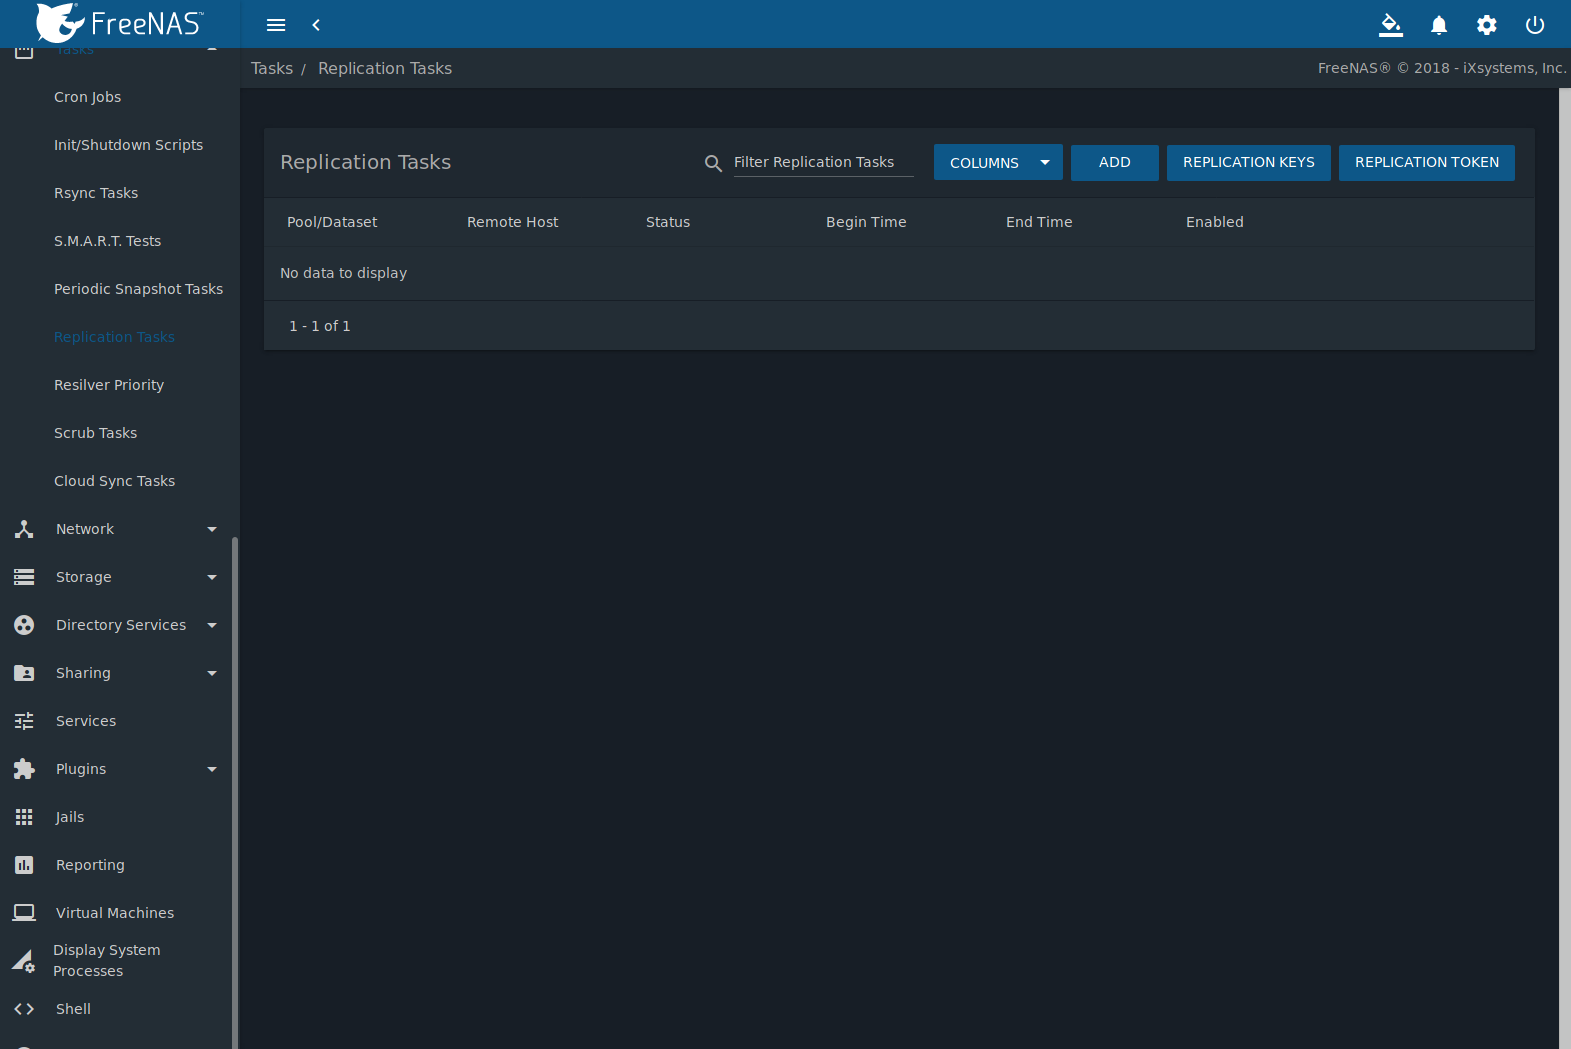 FreeNAS™
Tasks
Cron Jobs
Init/Shutdown Scripts
Rsync Tasks
S.M.A.R.T. Tests
Periodic Snapshot Tasks
Replication Tasks
Resilver Priority
Scrub Tasks
Cloud Sync Tasks
Network
Storage
Directory Services
Sharing
Services
Plugins
Jails
Reporting
Virtual Machines
Display System
Processes
Shell
Tasks / Replication Tasks
FreeNAS® © 2018 - iXsystems, Inc.
Replication Tasks
Filter Replication Tasks
COLUMNS
ADD
REPLICATION KEYS
REPLICATION TOKEN
Pool/Dataset Remote Host Status Begin Time End Time Enabled
No data to display
1 - 1 of 1